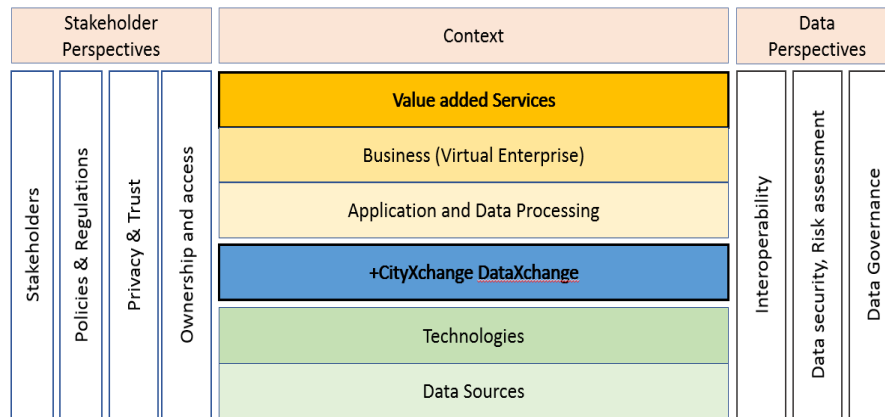 Stakeholder
Perspectives
Context
Data
Perspectives
Stakeholders
Policies & Regulations
Privacy & Trust
Ownership and access
Value added Services
Business (Virtual Enterprise)
Application and Data Processing
+CityXchange DataXchange
Technologies
Data Sources
Interoperability
Data security, Risk assessment
Data Governance